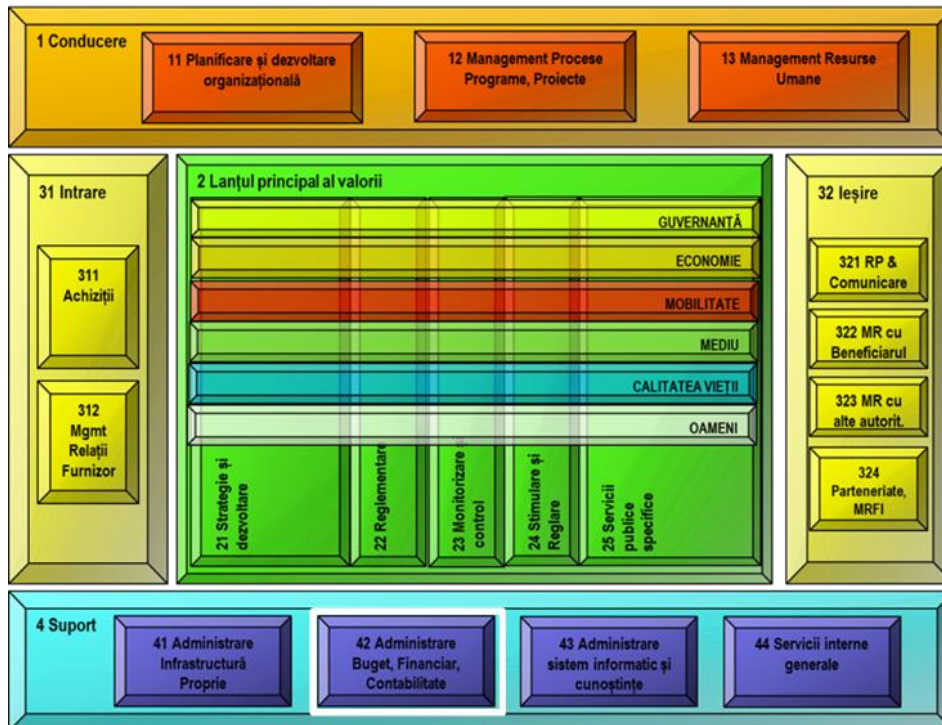 1 Conducere
11 Planificare și dezvoltare
organizațională
12 Management Procese
Programe, Proiecte
13 Management Resurse
Umane
31 Intrare
311
Achiziții
312
Mgmt
Relații
Furnizor
2 Lanțul principal al valorii
GUVERNANȚĂ
ECONOMIE
MOBILITATE
MEDIU
CALITATEA VIEȚII
OAMENI
21 Strategie și
dezvoltare
22 Reglementare
23 Monitorizare și
control
24 Stimulare și
Reglare
25 Servicii
publice
specifice
32 Ieșire
321 RP &
Comunicare
322 MR cu
Beneficiarul
323 MR cu
alte autorit.
324
Parteneriate,
MRFI
4 Suport
41 Administrare
Infrastructură
Proprie
42 Administrare
Buget, Financiar,
Contabilitate
43 Administrare
sistem informatic și
cunoștințe
44 Servicii interne
generale